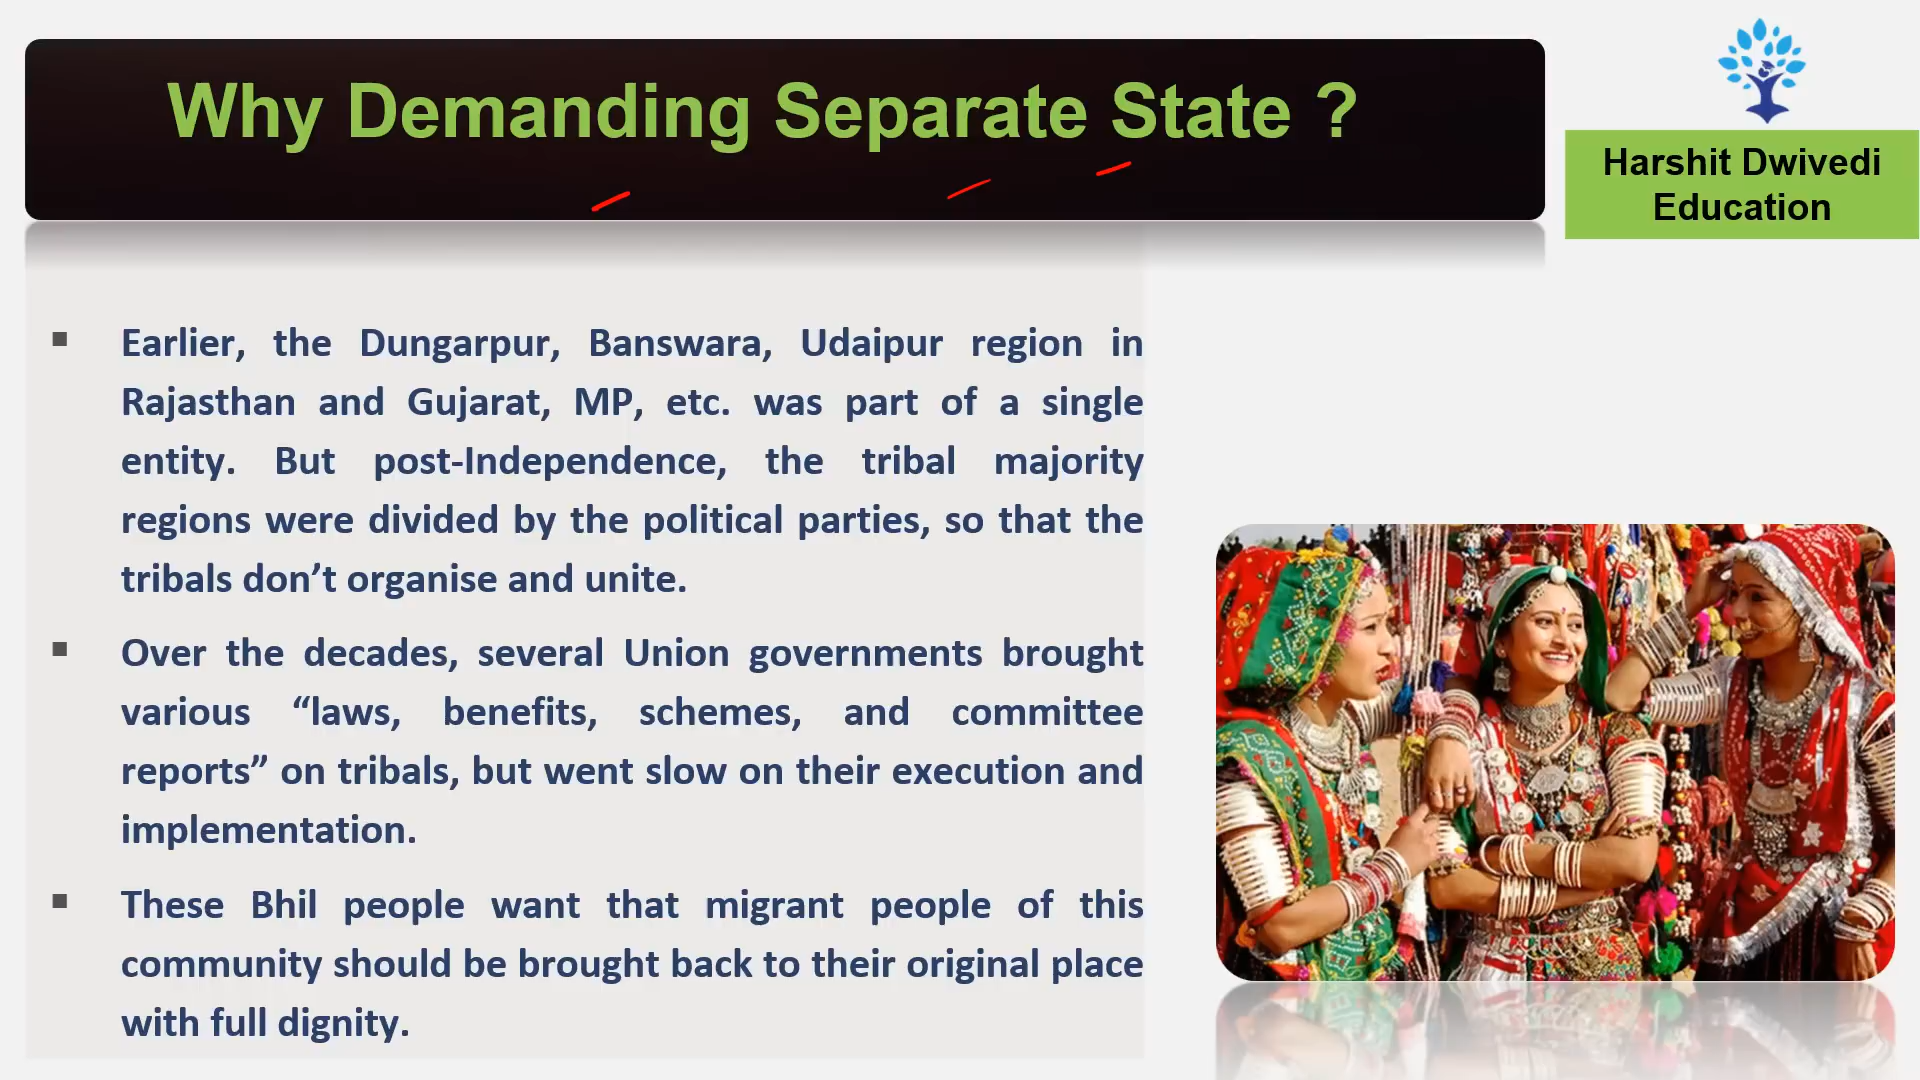 Why Demanding Separate State ?
Harshit Dwivedi
Education
Earlier, the Dungarpur, Banswara, Udaipur region in
Rajasthan and Gujarat, MP, etc. was part of a single
entity. But post-Independence, the tribal majority
regions were divided by the political parties, so that the
tribals don’t organise and unite.
Over the decades, several Union governments brought
various “laws, benefits, schemes, and committee
reports” on tribals, but went slow on their execution and
implementation.
These Bhil people want that migrant people of this
community should be brought back to their original place
with full dignity.